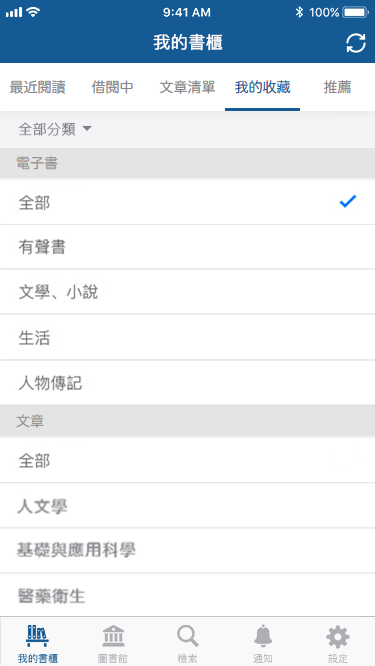 9:41 AM 100%
我的書櫃
最近閱讀 借閱中 文章清單 我的收藏 推薦
全部分類
電子書
全部
有聲書
文學、小說
生活
人物傳記
文章
全部
人文學
基礎與應用科學
醫藥衛生
我的書櫃 圖書館 檢索 通知 設定